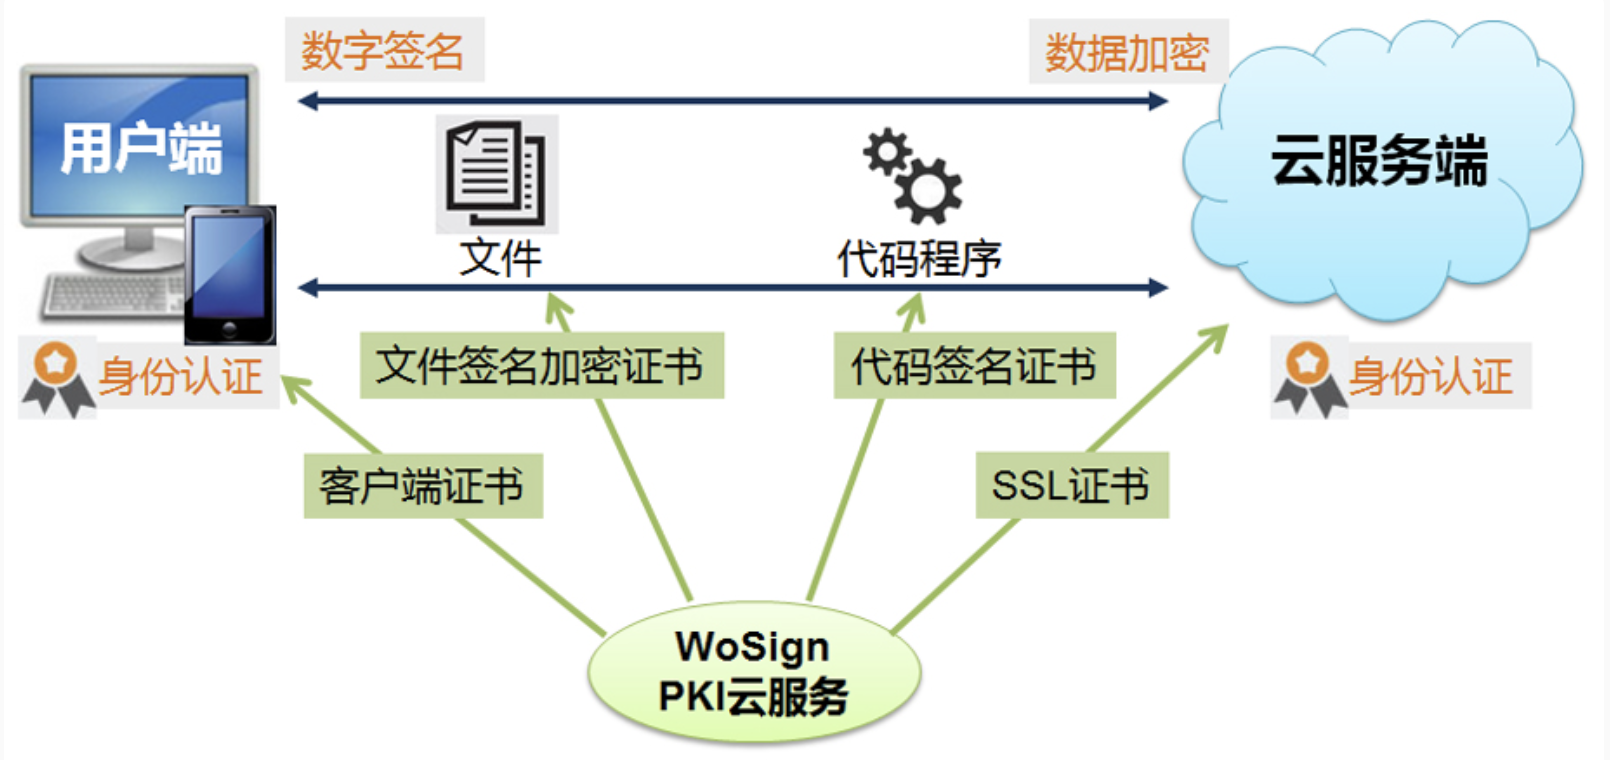 数字签名
数据加密
用户端
云服务端
文件
代码程序
身份认证
文件签名加密证书
代码签名证书
身份认证
客户端证书
SSL证书
WoSign
PKI云服务